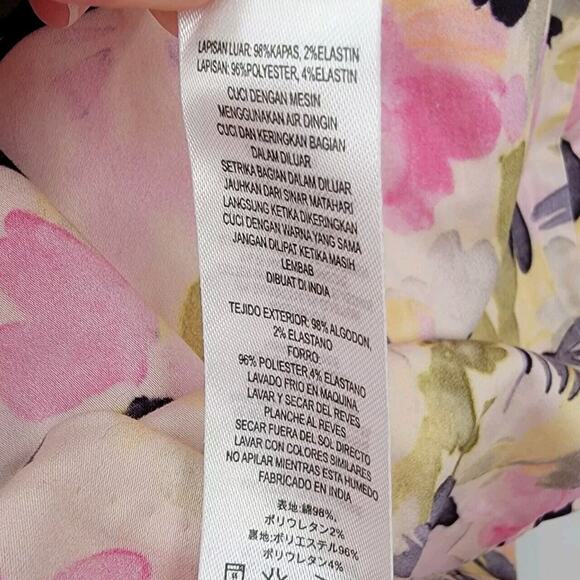 LAPISAN LUAR: 98%KAPAS, 2%ELASTIN
LAPISAN: 96%POLYESTER, 4%ELASTIN
CUCI DENGAN MESIN
MENGGUNAKAN AIR DINGIN
CUCI DAN KERINGKAN BAGIAN
DALAM DILUAR
SETRIKA BAGIAN DALAM DILUAR
JAUHKAN DARI SINAR MATAHARI
LANGSUNG KETIKA DIKERINGKAN
CUCI DENGAN WARNA YANG SAMA
JANGAN DILIPAT KETIKA MASIH
LEMBAB
DIBUAT DI INDIA
TEJIDO EXTERIOR: 98% ALGODON,
2% ELASTANO
FORRO:
96% POLIESTER,4% ELASTANO
LAVADO FRIO EN MAQUINA,
LAVAR Y SECAR DEL REVES
PLANCHE AL REVES
SECAR FUERA DEL SOL DIRECTO
LAVAR CON COLORES SIMILARES
NO APILAR MIENTRAS ESTA HUMEDO
FABRICADO EN INDIA
表地:綿98%,
ポリウレタン2%
裏地:ポリエステル96%
ポリウレタン4%